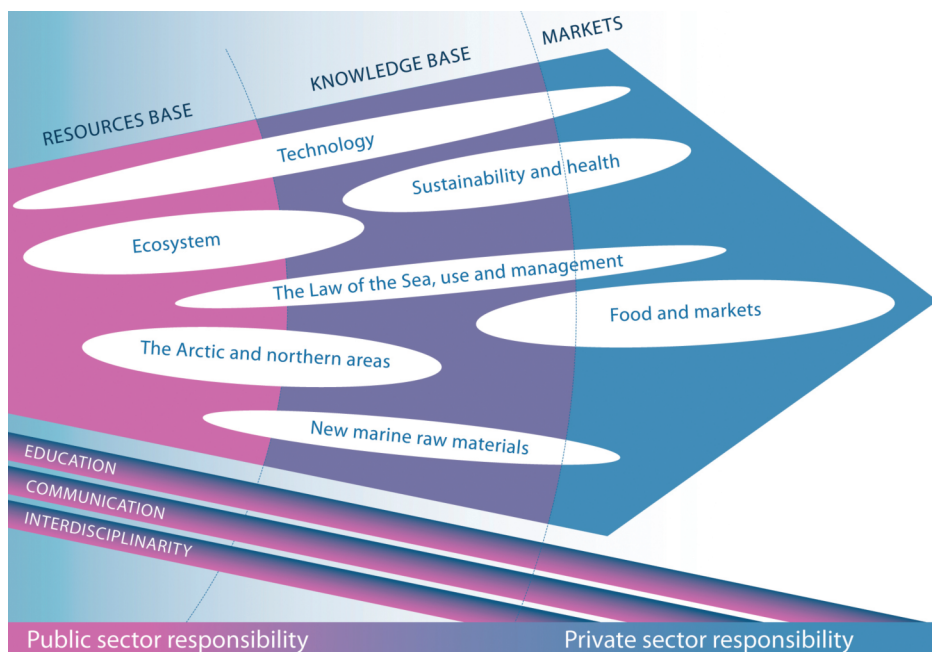 MARKETS
KNOWLEDGE BASE
RESOURCES BASE
Technology
Sustainability and health
Ecosystem
The Law of the Sea, use and management
Food and markets
The Arctic and northern areas
New marine raw materials
EDUCATION
COMMUNICATION
INTERDISCIPLINARITY
Public sector responsibility
Private sector responsibility